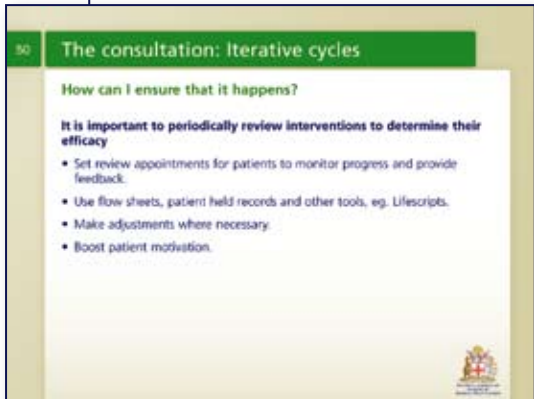 50
The consultation: Iterative cycles
How can I ensure that it happens?
It is important to periodically review interventions to determine their
efficacy
• Set review appointments for patients to monitor progress and provide
feedback.
• Use flow sheets, patient held records and other tools, eg. Lifescripts.
• Make adjustments where necessary.
• Boost patient motivation.